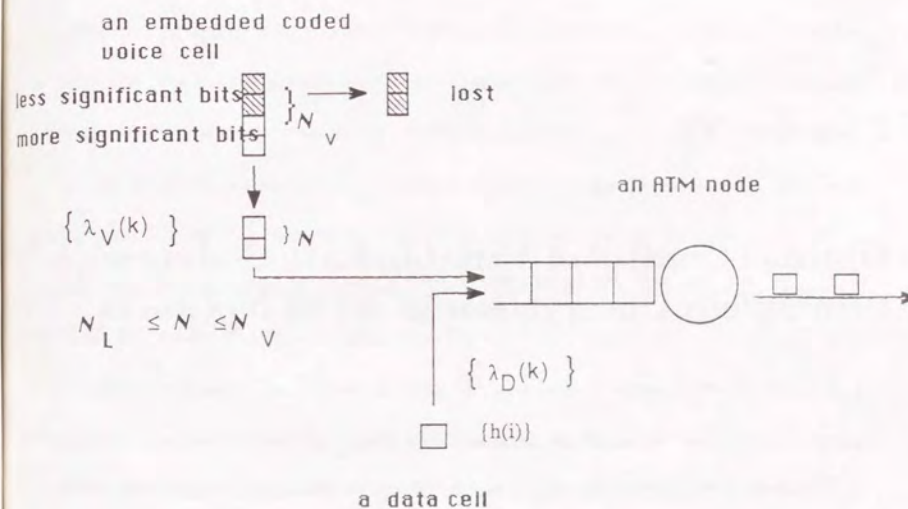 an embedded coded
voice cell
less significant bits
} N_V
lost
more significant bits
an ATM node
{ λ_V(k) }
} N
N_L ≤ N ≤ N_V
{ λ_D(k) }
{h(i)}
a data cell